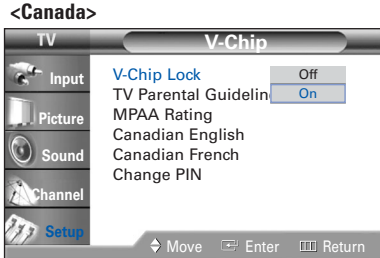 <Canada>
TV
V-Chip
Input
Picture
Sound
Channel
Setup
V-Chip Lock
Off
TV Parental Guidelin
On
MPAA Rating
Canadian English
Canadian French
Change PIN
Move
Enter
Return